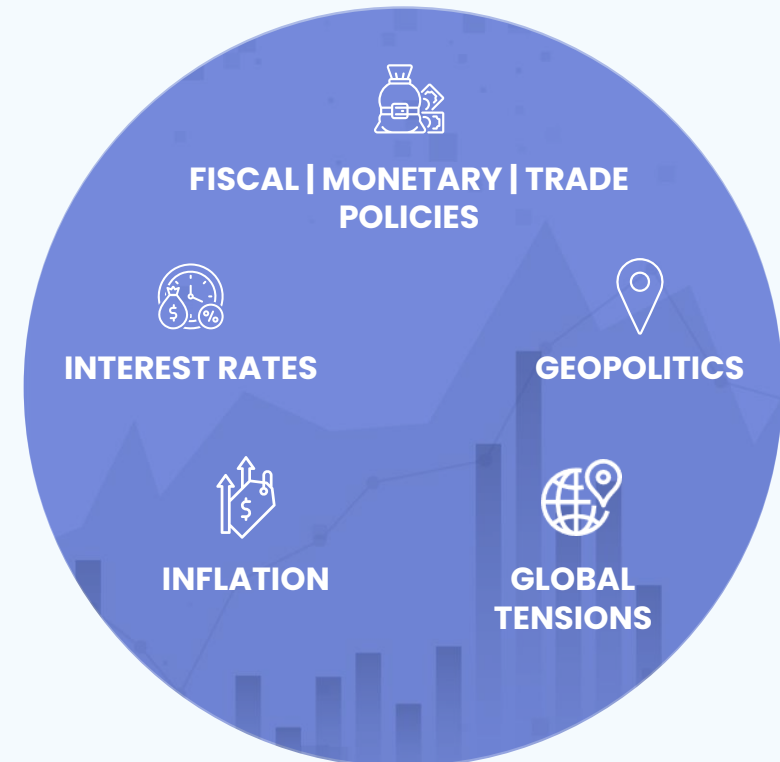 FISCAL | MONETARY | TRADE
POLICIES
INTEREST RATES
GEOPOLITICS
INFLATION
GLOBAL
TENSIONS